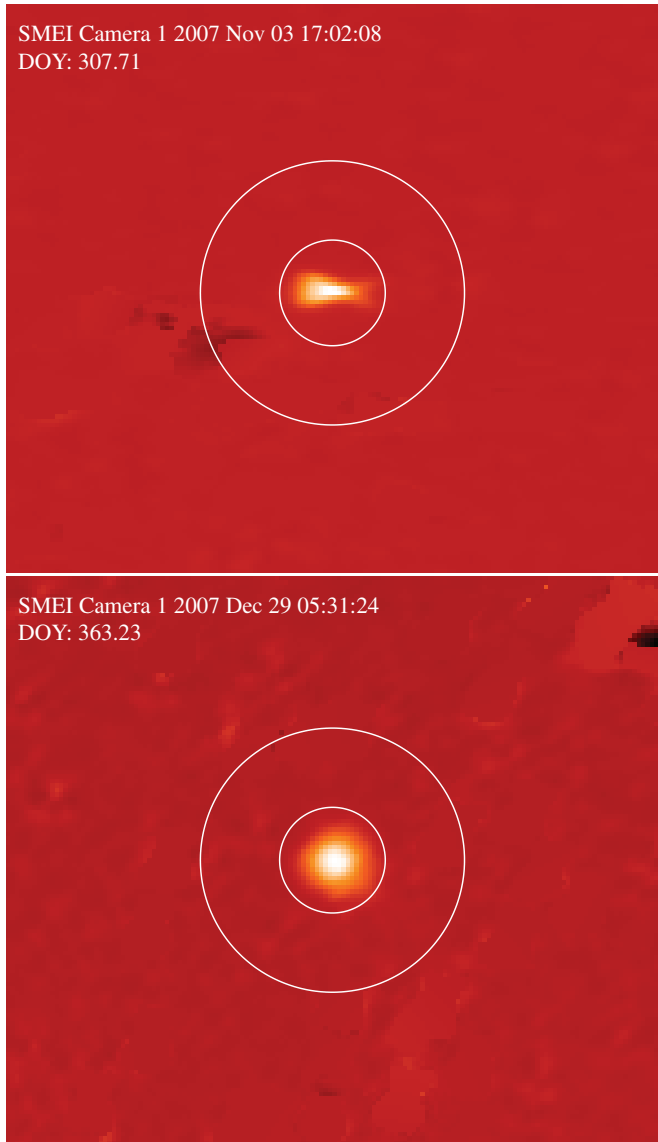 SMEI Camera 1 2007 Nov 03 17:02:08
DOY: 307.71
SMEI Camera 1 2007 Dec 29 05:31:24
DOY: 363.23